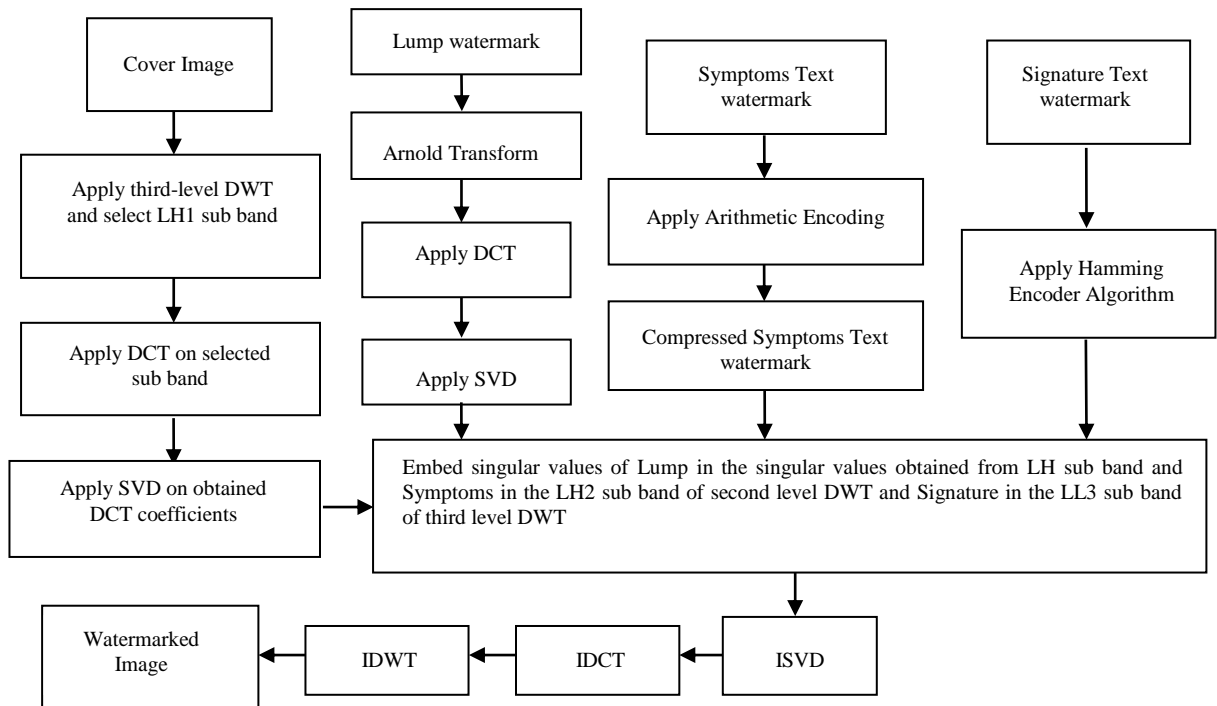 Cover Image
Lump watermark
Symptoms Text
watermark
Signature Text
watermark
Apply third-level DWT
and select LH1 sub band
Arnold Transform
Apply Arithmetic Encoding
Apply Hamming
Encoder Algorithm
Apply DCT
Apply DCT on selected
sub band
Compressed Symptoms Text
watermark
Apply SVD
Apply SVD on obtained
DCT coefficients
Embed singular values of Lump in the singular values obtained from LH sub band and
Symptoms in the LH2 sub band of second level DWT and Signature in the LL3 sub band
of third level DWT
Watermarked
Image
IDWT
IDCT
ISVD